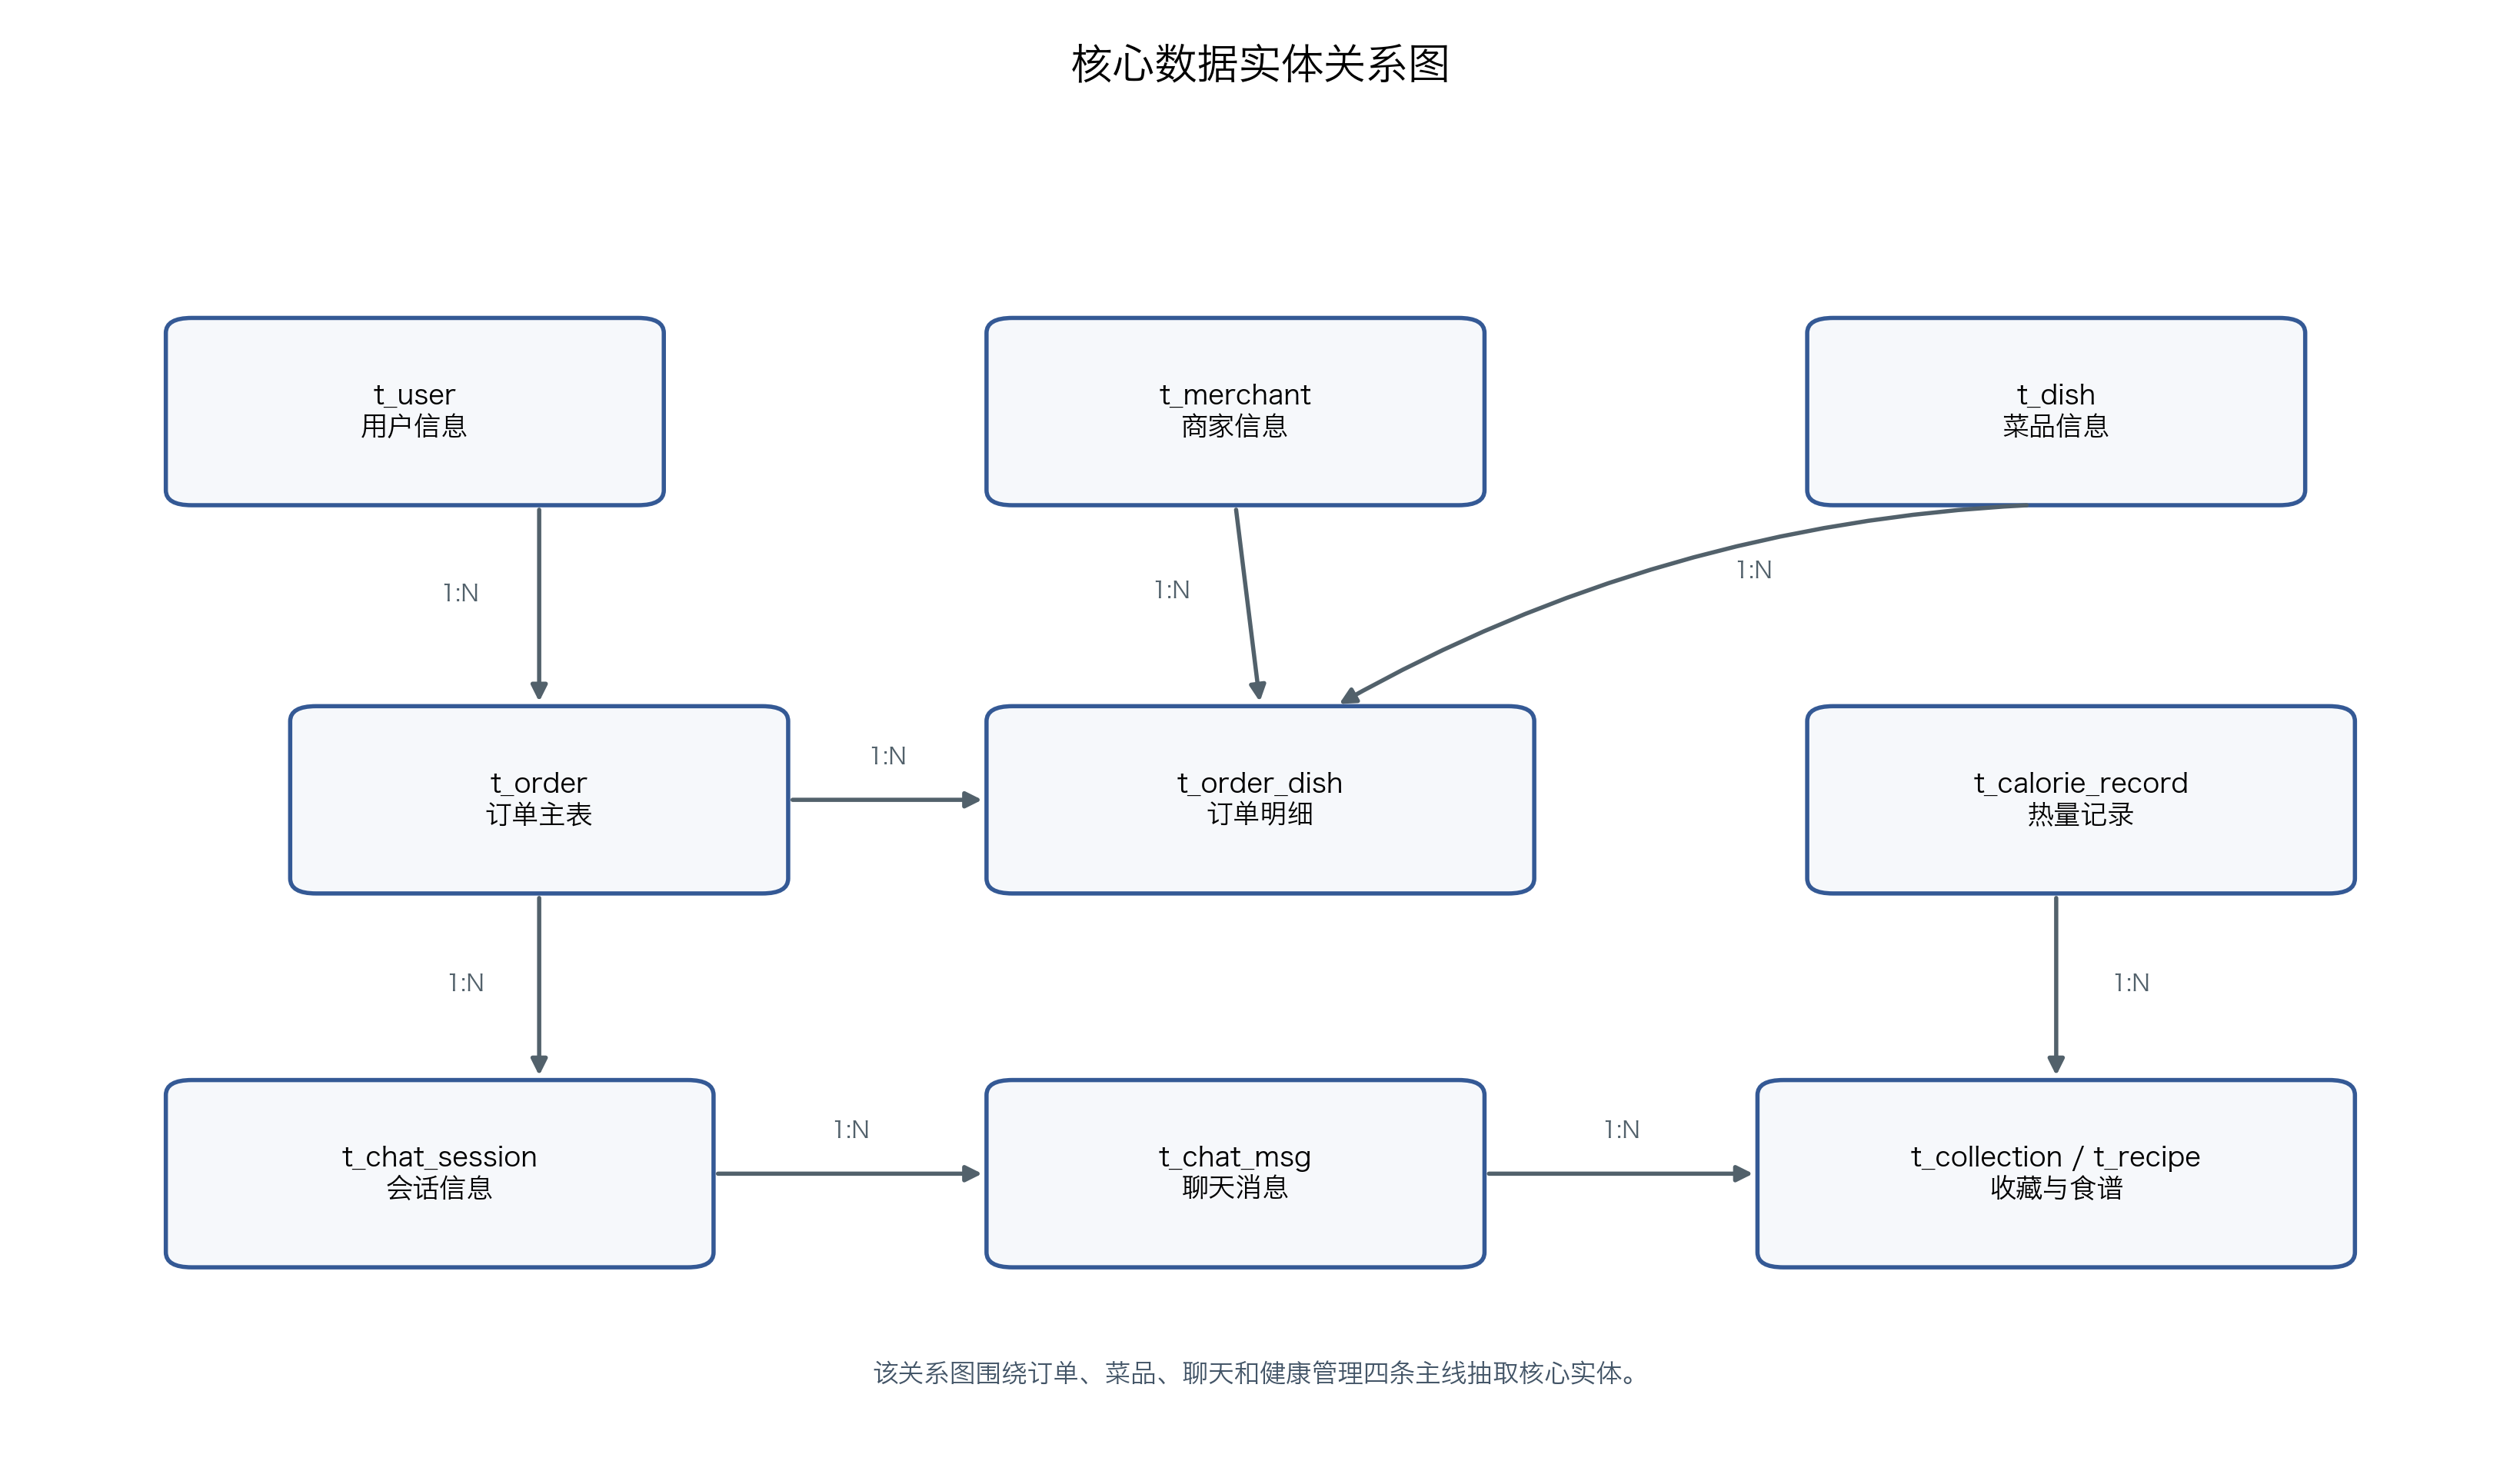 核心数据实体关系图
t_user
用户信息
t_merchant
商家信息
t_dish
菜品信息
1:N
1:N
1:N
t_order
订单主表
1:N
t_order_dish
订单明细
t_calorie_record
热量记录
1:N
1:N
t_chat_session
会话信息
1:N
t_chat_msg
聊天消息
1:N
t_collection / t_recipe
收藏与食谱
该关系图围绕订单、菜品、聊天和健康管理四条主线抽取核心实体。